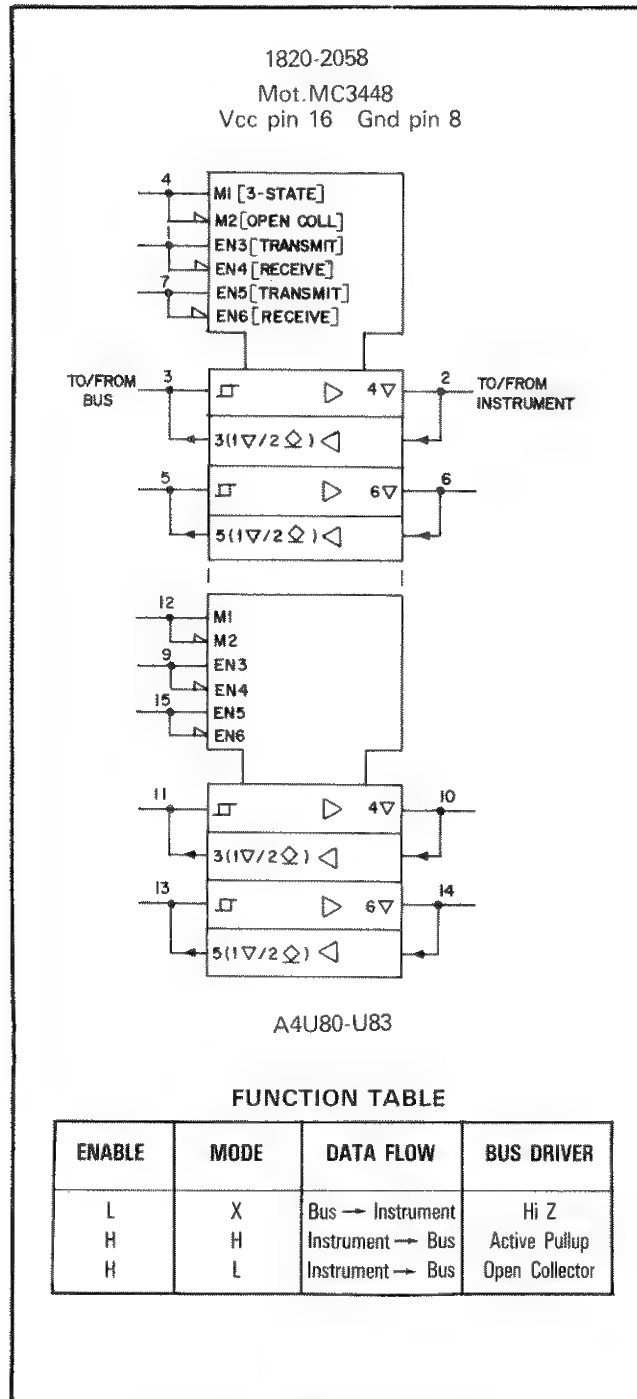 1820-2058
Mot.MC3448
Vcc pin 16 Gnd pin 8
4
M1 [3-STATE]
M2[OPEN COLL]
1
EN3[TRANSMIT]
EN4[RECEIVE]
7
EN5[TRANSMIT]
EN6[RECEIVE]
TO/FROM
BUS
3
4▽
2
TO/FROM
INSTRUMENT
3(1▽/2◇)
5
6▽
6
5(1▽/2◇)
12
M1
M2
9
EN3
EN4
15
EN5
EN6
11
4▽
10
3(1▽/2◇)
13
6▽
14
5(1▽/2◇)
A4U80-U83
FUNCTION TABLE
ENABLE MODE DATA FLOW BUS DRIVER
L X Bus → Instrument Hi Z
H H Instrument → Bus Active Pullup
H L Instrument → Bus Open Collector